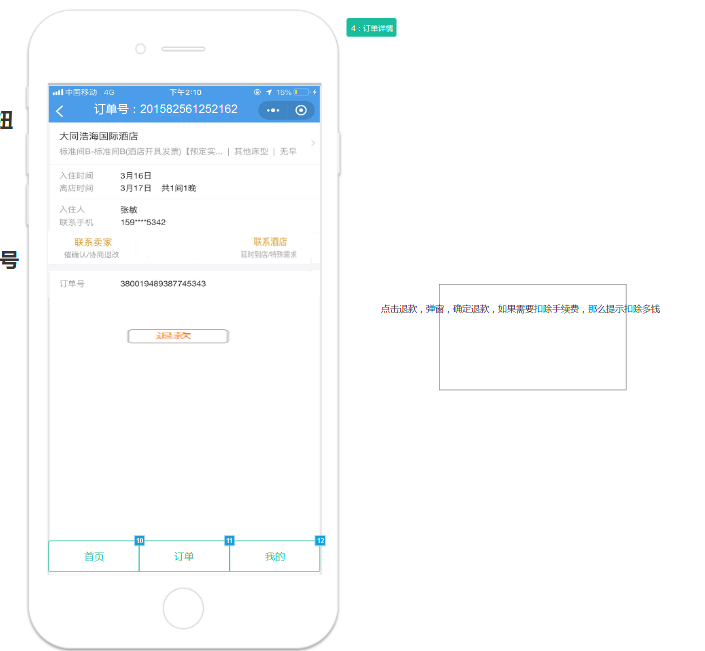 4：订单详情
中国移动 4G 下午2:10 15%
订单号：201582561252162
钮
大同浩海国际酒店
标准间B-标准间B(酒店开具发票)【预定实... | 其他床型 | 无早
入住时间 3月16日
离店时间 3月17日 共1间1晚
入住人 张敏
联系手机 159****5342
联系卖家 联系酒店
催确认/协商退改 延时到店/特殊需求
号
订单号 380019489387745343
点击退款，弹窗，确定退款，如果需要扣除手续费，那么提示扣除多钱
退款
10 11 12
首页 订单 我的